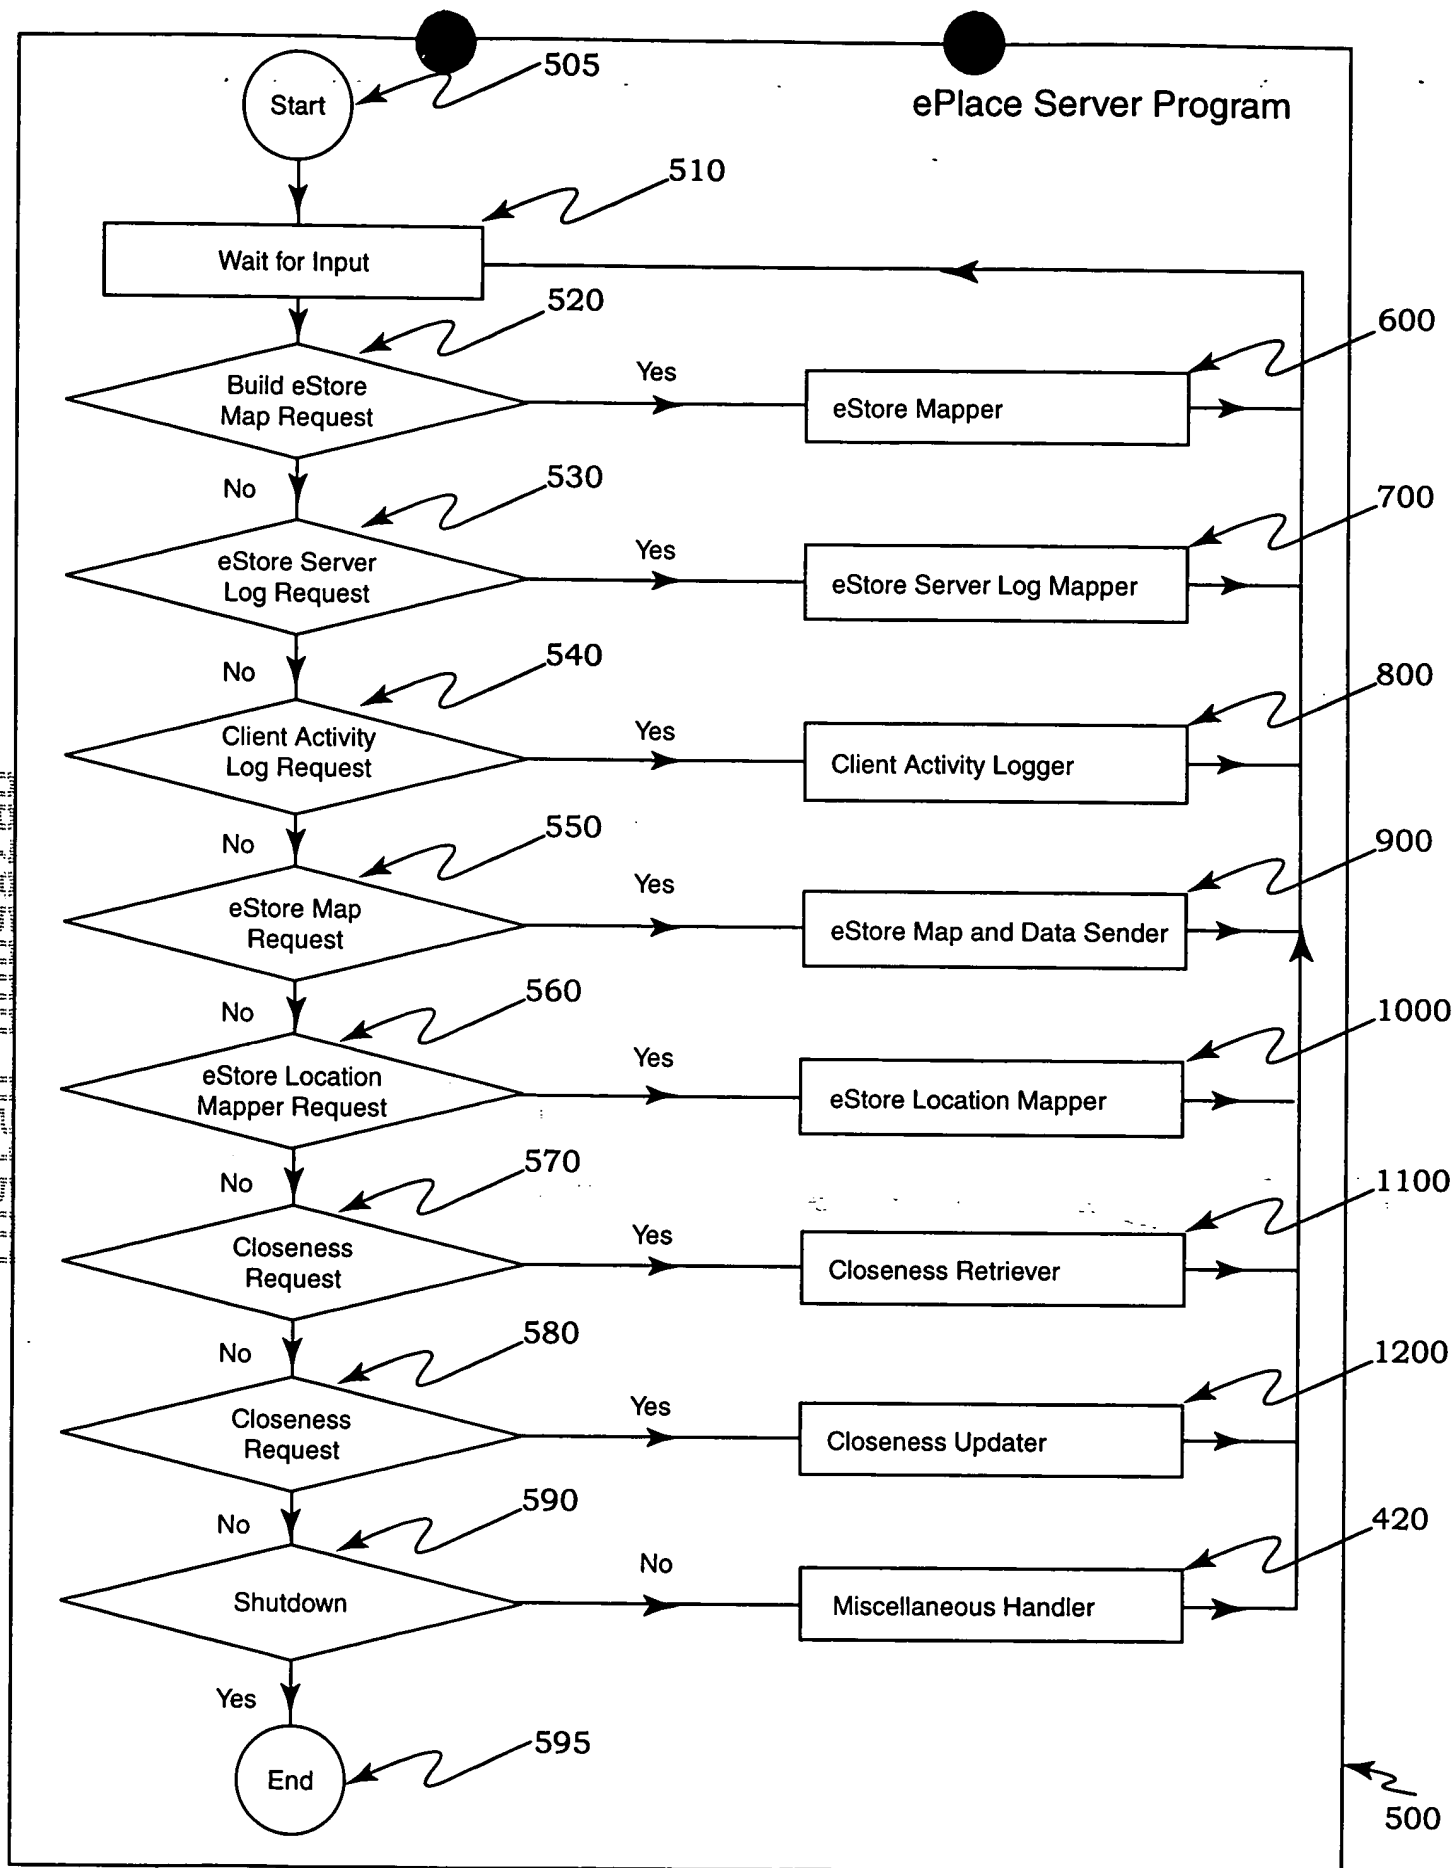 505
Start
ePlace Server Program
510
Wait for Input
520
600
Build eStore
Map Request
Yes
eStore Mapper
No
530
700
eStore Server
Log Request
Yes
eStore Server Log Mapper
No
540
800
Client Activity
Log Request
Yes
Client Activity Logger
No
550
900
eStore Map
Request
Yes
eStore Map and Data Sender
No
560
1000
eStore Location
Mapper Request
Yes
eStore Location Mapper
No
570
1100
Closeness
Request
Yes
Closeness Retriever
No
580
1200
Closeness
Request
Yes
Closeness Updater
No
590
420
Shutdown
No
Miscellaneous Handler
Yes
595
End
500